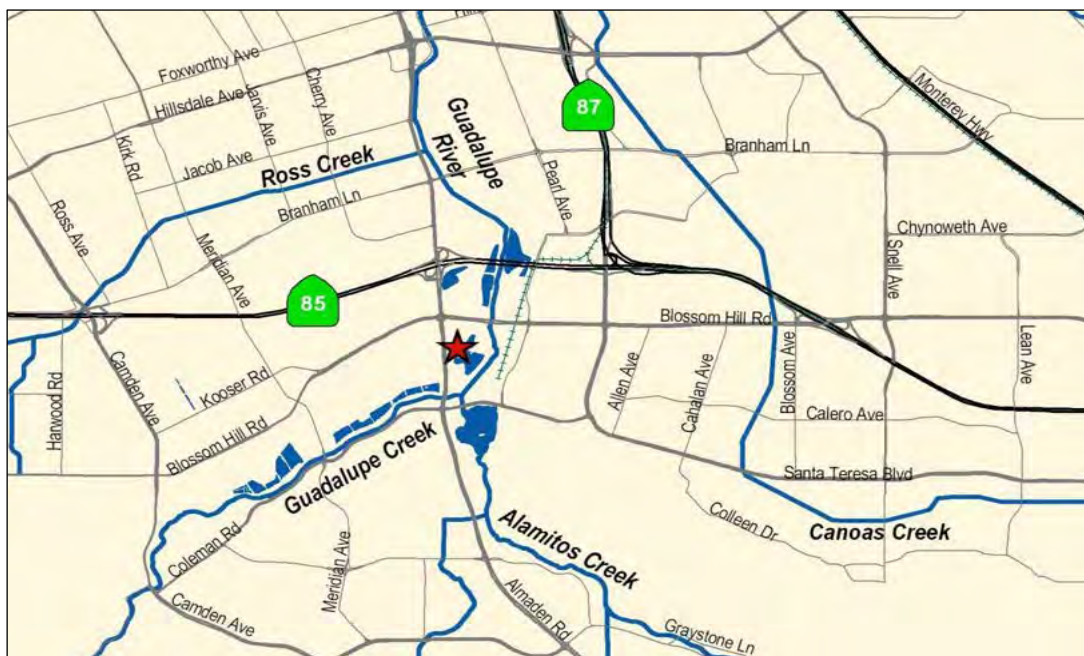 Foxworthy Ave
Hillsdale Ave
Jarvis Ave
Cherry Ave
Kirk Rd
Jacob Ave
Ross Creek
Branham Ln
Ross Ave
Meridian Ave
Guadalupe
River
87
Pearl Ave
Branham Ln
Monterey Hwy
Chynoweth Ave
Snell Ave
85
Blossom Hill Rd
Lean Ave
Camden Ave
Kooser Rd
Harwood Rd
Blossom Hill Rd
Allen Ave
Cahalan Ave
Blossom Ave
Calero Ave
Guadalupe Creek
Santa Teresa Blvd
Colleen Dr
Canoas Creek
Coleman Rd
Meridian Ave
Alamitos Creek
Camden Ave
Almaden Rd
Graystone Ln